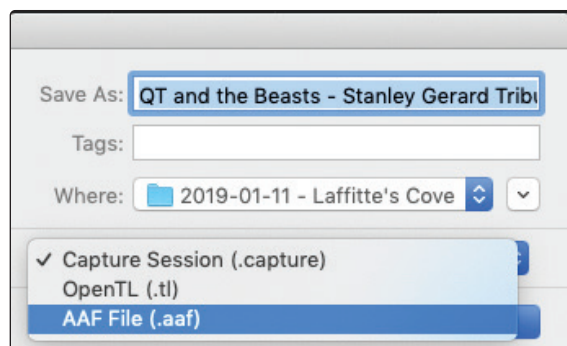 Save As: QT and the Beasts - Stanley Gerard
Tags:
Where: 2019-01-11 - Laffitte's Cove
✓ Capture Session (.capture)
OpenTL (.tl)
AAF File (.aaf)